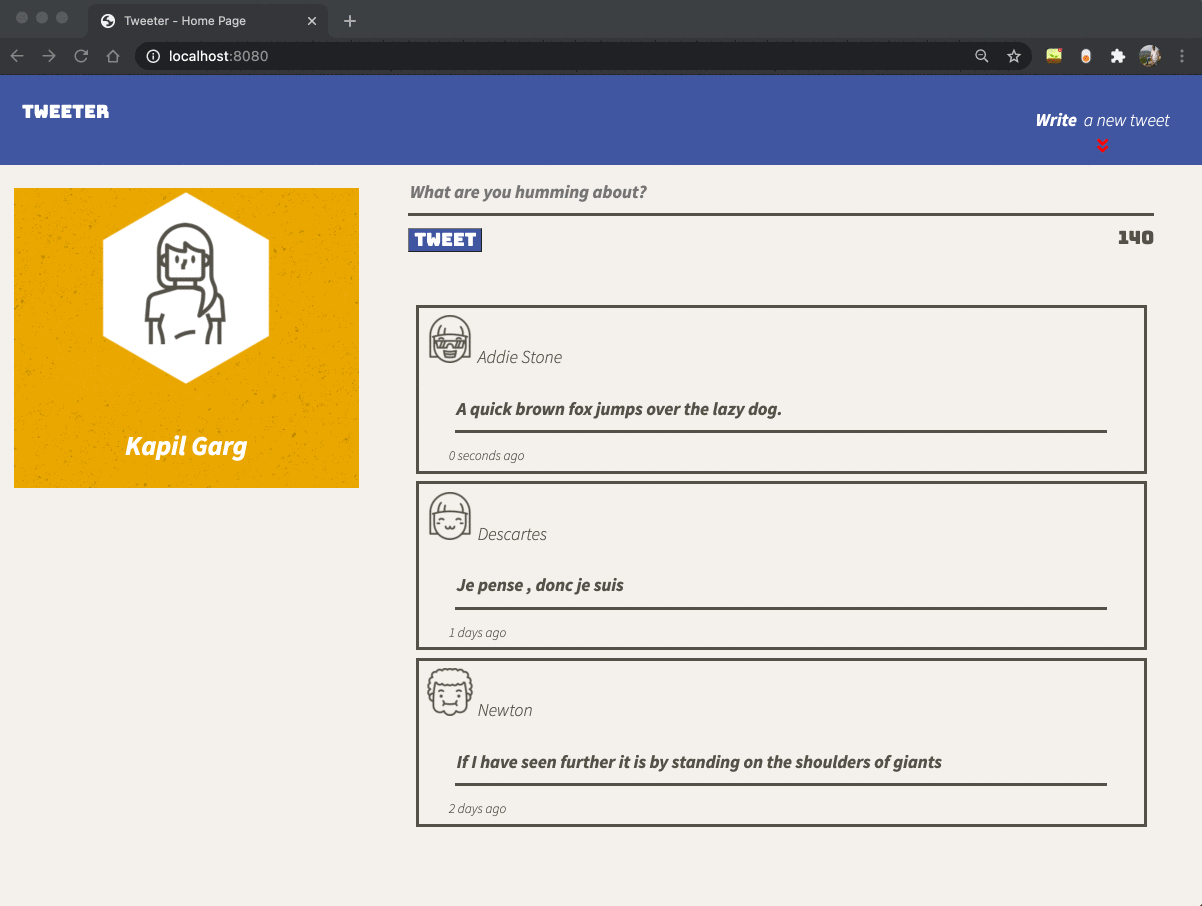 Tweeter - Home Page
localhost:8080
TWEETER
Write a new tweet
What are you humming about?
TWEET
140
Kapil Garg
Addie Stone
A quick brown fox jumps over the lazy dog.
0 seconds ago
Descartes
Je pense , donc je suis
1 days ago
Newton
If I have seen further it is by standing on the shoulders of giants
2 days ago